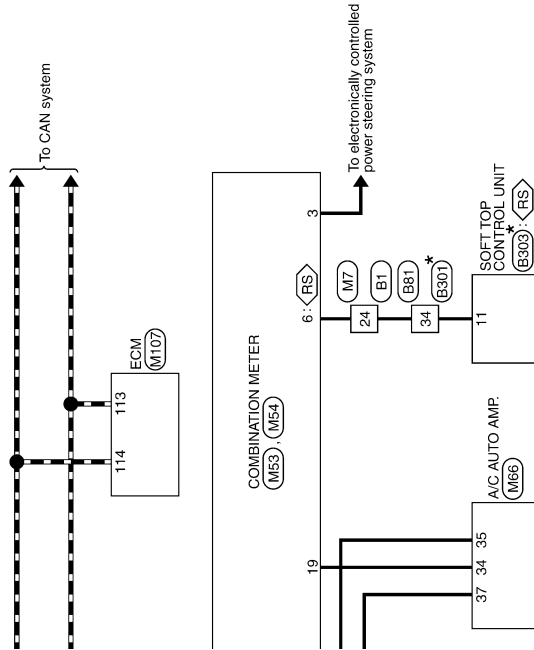 To CAN system
ECM
M107
113
114
To electronically controlled
power steering system
3
COMBINATION METER
M53 , M54
6 : RS
M7
24
B1
B81
34
* B301
SOFT TOP
CONTROL UNIT
* B303 : RS
11
19
A/C AUTO AMP.
M66
35
34
37